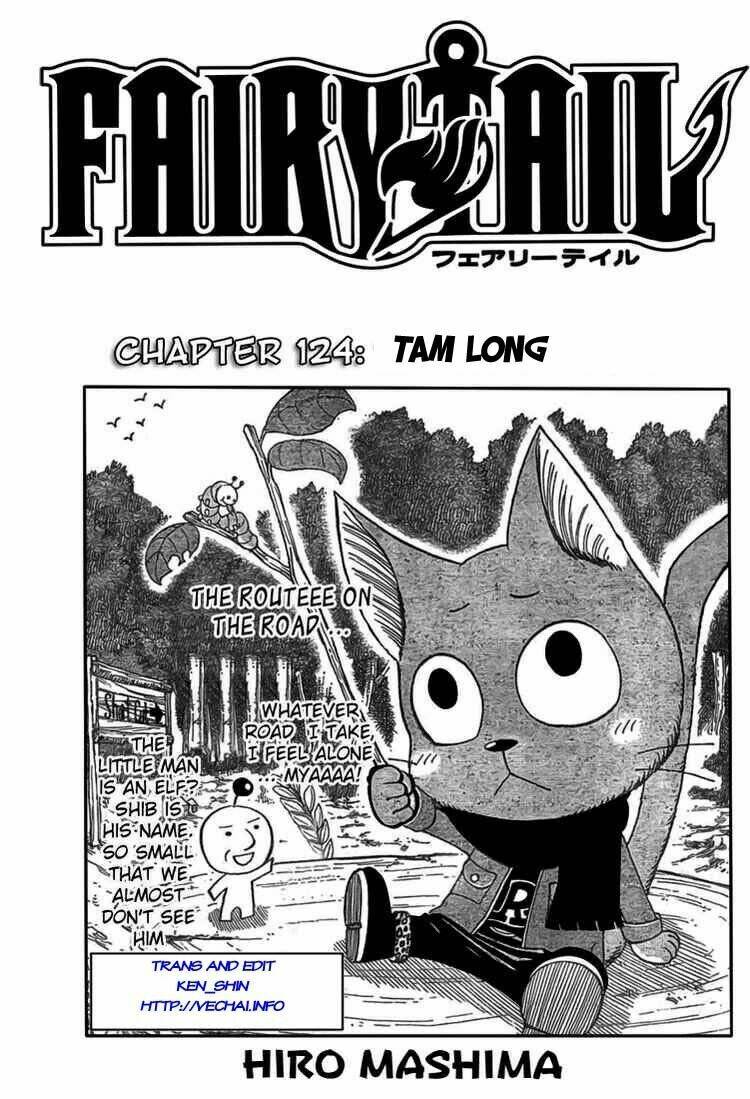 FAIRY TAIL
フェアリーテイル
CHAPTER 124: TAM LONG
THE ROUTEEE ON
THE ROAD ...
WHATEVER
ROAD I TAKE,
I FEEL ALONE
... MYAAAA!
THE
LITTLE MAN
IS AN ELF?
SHIB IS
HIS NAME,
SO SMALL
THAT WE
ALMOST
DON'T SEE
HIM
TRANS AND EDIT
KEN_SHIN
HTTP://VECHAI.INFO
HIRO MASHIMA